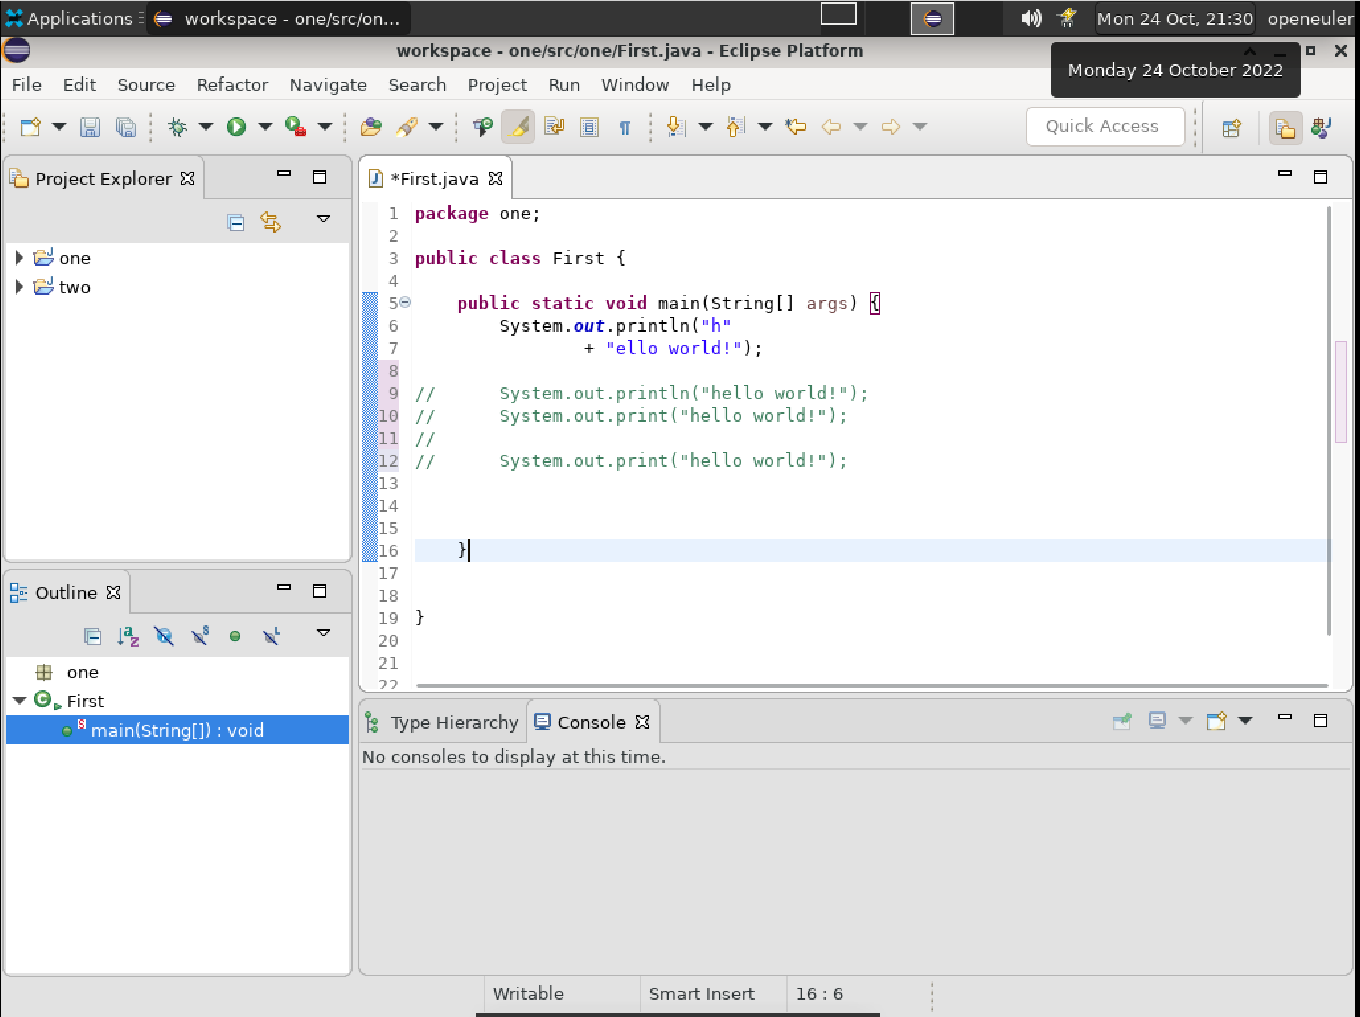 Applications
workspace - one/src/on...
Mon 24 Oct, 21:30
openeuler
workspace - one/src/one/First.java - Eclipse Platform
Monday 24 October 2022
File Edit Source Refactor Navigate Search Project Run Window Help
Quick Access
Project Explorer
one
two
*First.java
1 package one;
2
3 public class First {
4
5 public static void main(String[] args) {
6 System.out.println("h"
7 + "ello world!");
8
9 // System.out.println("hello world!");
10 // System.out.print("hello world!");
11 //
12 // System.out.print("hello world!");
13
14
15
16 }
17
18
19 }
20
21
22
Outline
one
First
main(String[]) : void
Type Hierarchy
Console
No consoles to display at this time.
Writable Smart Insert 16 : 6